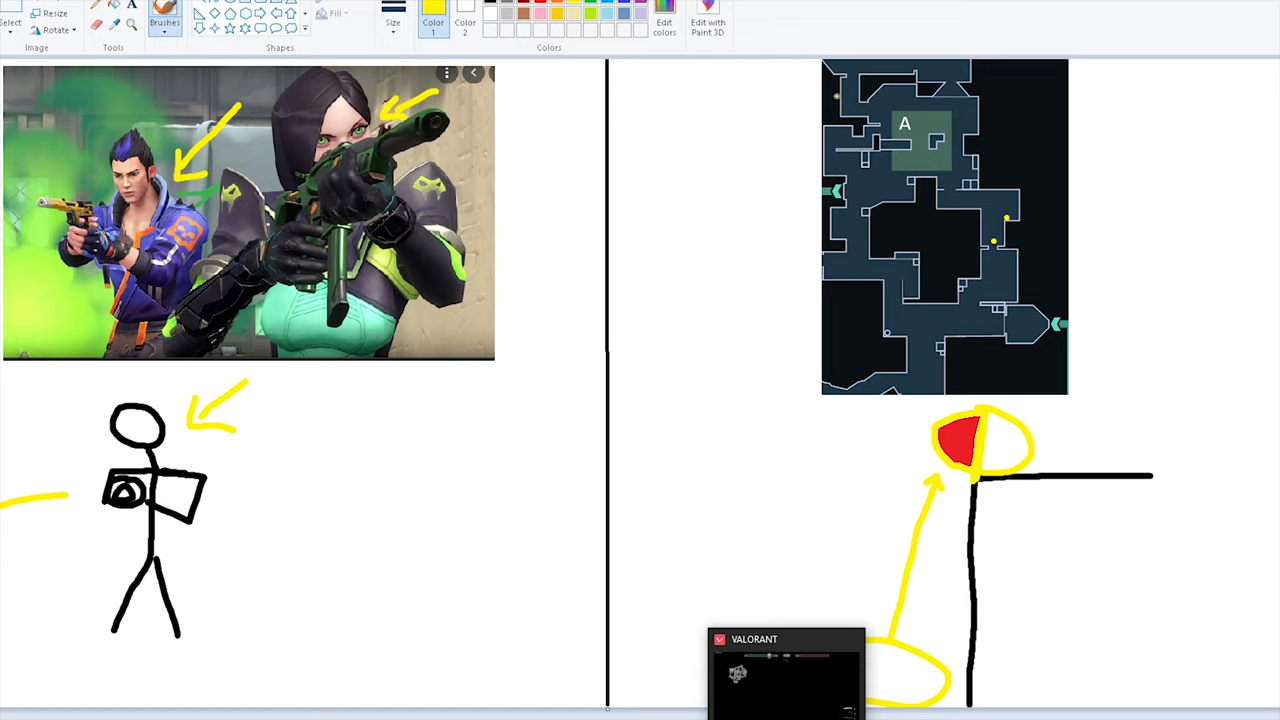 Select
Resize
Rotate
Image
A
Tools
Brushes
Shapes
Fill
Size
Color
1
Color
2
Colors
Edit
colors
Edit with
Paint 3D
A
VALORANT